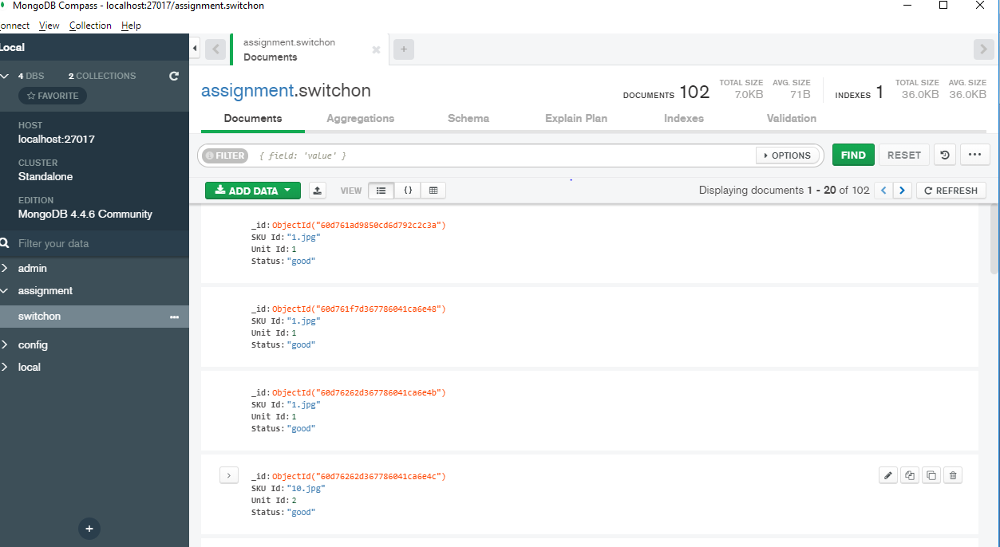 MongoDB Compass - localhost:27017/assignment.switchon
onnect View Collection Help
Local
4 DBS 2 COLLECTIONS
FAVORITE
HOST
localhost:27017
CLUSTER
Standalone
EDITION
MongoDB 4.4.6 Community
Filter your data
admin
assignment
switchon
config
local
assignment.switchon
Documents
assignment.switchon
DOCUMENTS 102
TOTAL SIZE 7.0KB
AVG. SIZE 71B
INDEXES 1
TOTAL SIZE 36.0KB
AVG. SIZE 36.0KB
Documents Aggregations Schema Explain Plan Indexes Validation
FILTER { field: 'value' } OPTIONS FIND RESET
ADD DATA VIEW {} Displaying documents 1 - 20 of 102 REFRESH
_id: ObjectId("60d761ad9850cd6d792c2c3a")
SKU Id: "1.jpg"
Unit Id: 1
Status: "good"
_id: ObjectId("60d761f7d367786041ca6e48")
SKU Id: "1.jpg"
Unit Id: 1
Status: "good"
_id: ObjectId("60d76262d367786041ca6e4b")
SKU Id: "1.jpg"
Unit Id: 1
Status: "good"
_id: ObjectId("60d76262d367786041ca6e4c")
SKU Id: "10.jpg"
Unit Id: 2
Status: "good"